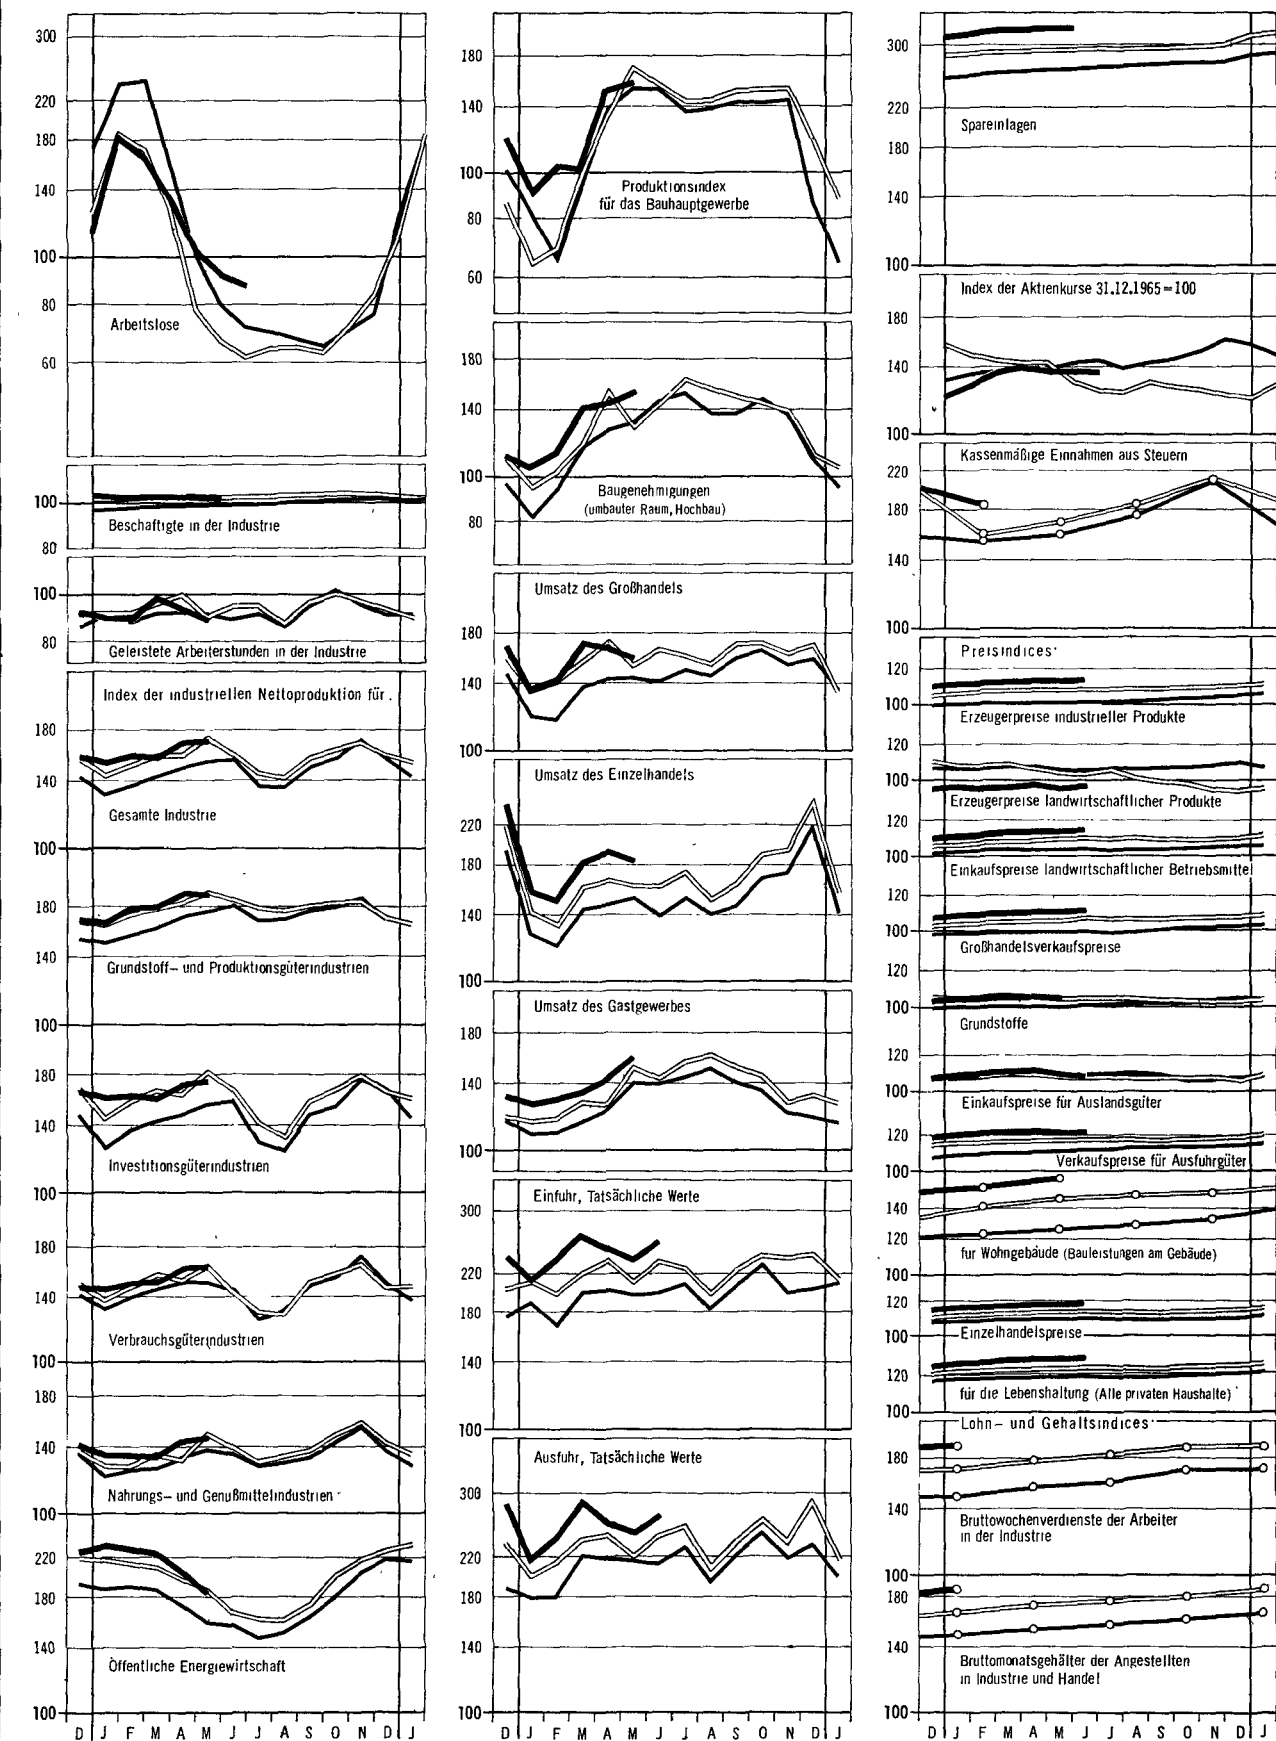 300
220
180
140
100
80
60
Arbeitslose
100
80
Beschäftigte in der Industrie
100
80
Geleistete Arbeiterstunden in der Industrie
Index der industriellen Nettoproduktion für
180
140
Gesamte Industrie
100
180
140
Grundstoff- und Produktionsgüterindustrien
100
180
140
Investitionsgüterindustrien
100
180
140
Verbrauchsgüterindustrien
100
180
140
Nahrungs- und Genußmittelindustrien
100
220
180
140
Öffentliche Energiewirtschaft
100
D J F M A M J J A S O N D J
180
140
100
80
60
Produktionsindex
für das Bauhauptgewerbe
180
140
100
80
Baugenehmigungen
(umbauter Raum, Hochbau)
Umsatz des Großhandels
180
140
100
Umsatz des Einzelhandels
220
180
140
100
Umsatz des Gastgewerbes
180
140
100
Einfuhr, Tatsächliche Werte
300
220
180
140
100
Ausfuhr, Tatsächliche Werte
300
220
180
140
100
D J F M A M J J A S O N D J
300
220
Spareinlagen
180
140
100
Index der Aktienkurse 31.12.1965=100
180
140
100
Kassenmäßige Einnahmen aus Steuern
220
180
140
100
Preisindices:
120
100
Erzeugerpreise industrieller Produkte
120
100
Erzeugerpreise landwirtschaftlicher Produkte
120
100
Einkaufspreise landwirtschaftlicher Betriebsmittel
120
100
Großhandelsverkaufspreise
120
100
Grundstoffe
120
100
Einkaufspreise für Auslandsgüter
120
100
Verkaufspreise für Ausfuhrgüter
140
120
für Wohngebäude (Bauleistungen am Gebäude)
100
120
100
Einzelhandelspreise
120
für die Lebenshaltung (Alle privaten Haushalte)
100
Lohn- und Gehaltsindices:
180
140
Bruttowochenverdienste der Arbeiter
in der Industrie
100
180
140
Bruttomonatsgehälter der Angestellten
in Industrie und Handel
100
D J F M A M J J A S O N D J